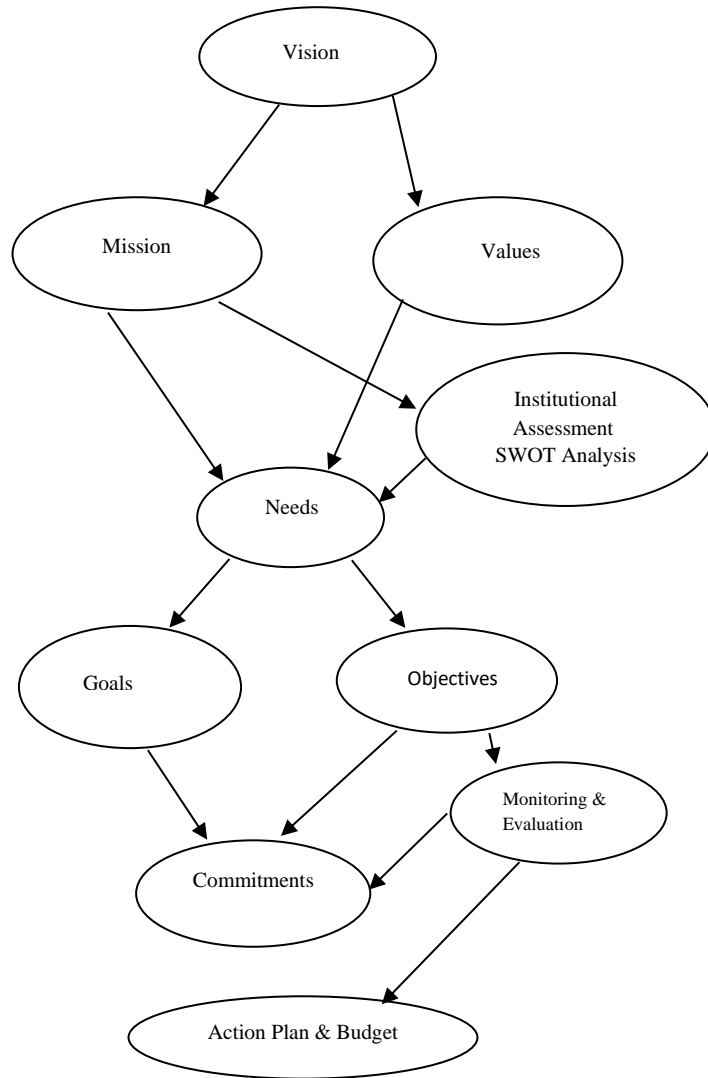 Vision
Mission
Values
Institutional
Assessment
SWOT Analysis
Needs
Goals
Objectives
Monitoring &
Evaluation
Commitments
Action Plan & Budget